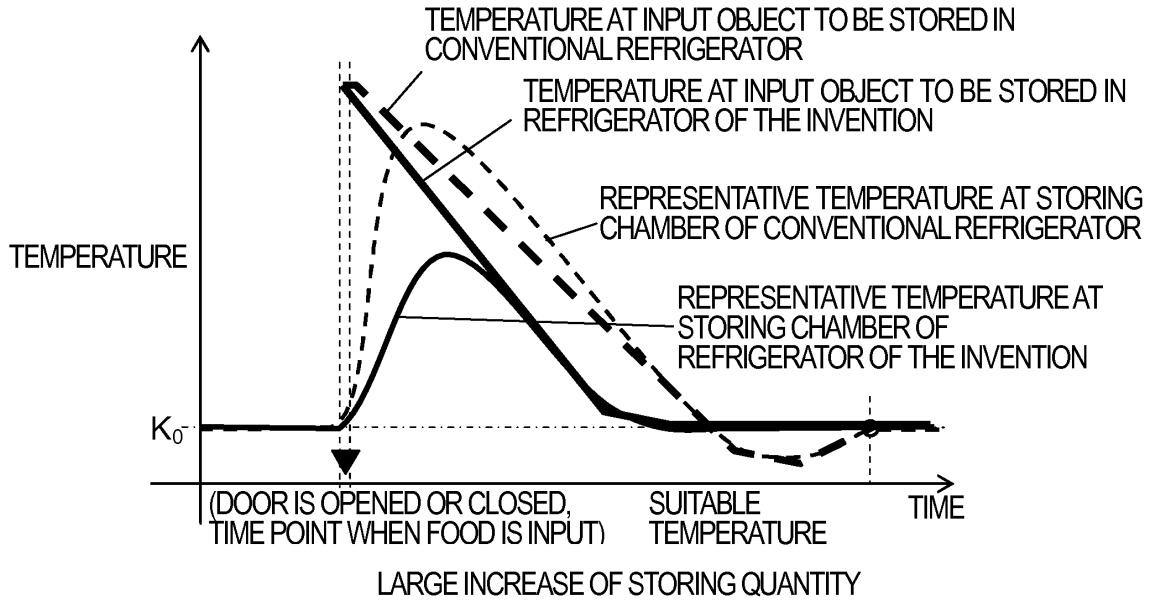 TEMPERATURE AT INPUT OBJECT TO BE STORED IN
CONVENTIONAL REFRIGERATOR
TEMPERATURE AT INPUT OBJECT TO BE STORED IN
REFRIGERATOR OF THE INVENTION
REPRESENTATIVE TEMPERATURE AT STORING
CHAMBER OF CONVENTIONAL REFRIGERATOR
TEMPERATURE
REPRESENTATIVE TEMPERATURE AT
STORING CHAMBER OF
REFRIGERATOR OF THE INVENTION
K₀
(DOOR IS OPENED OR CLOSED,
TIME POINT WHEN FOOD IS INPUT)
SUITABLE
TEMPERATURE
TIME
LARGE INCREASE OF STORING QUANTITY